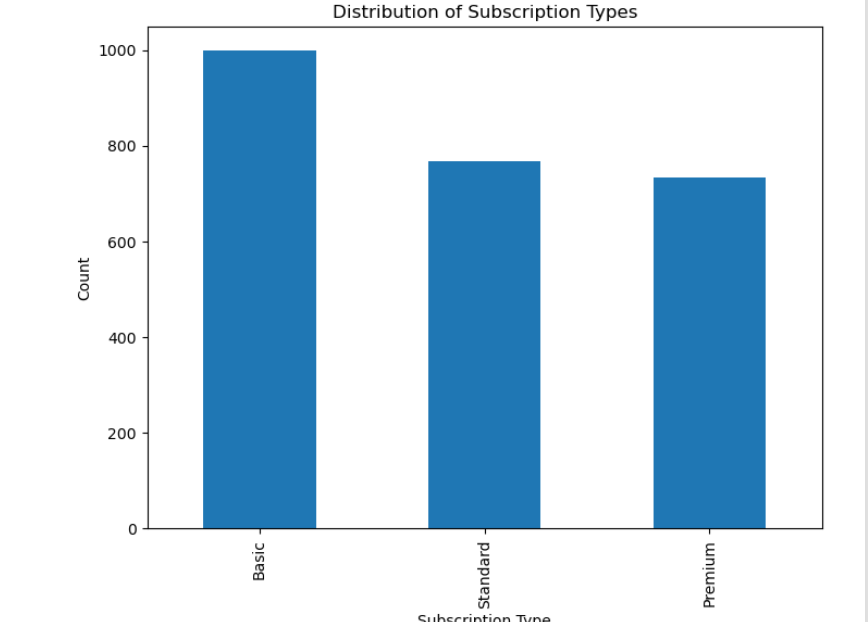 Distribution of Subscription Types
1000
800
600
400
200
0
Count
Basic
Standard
Premium
Subscription Type